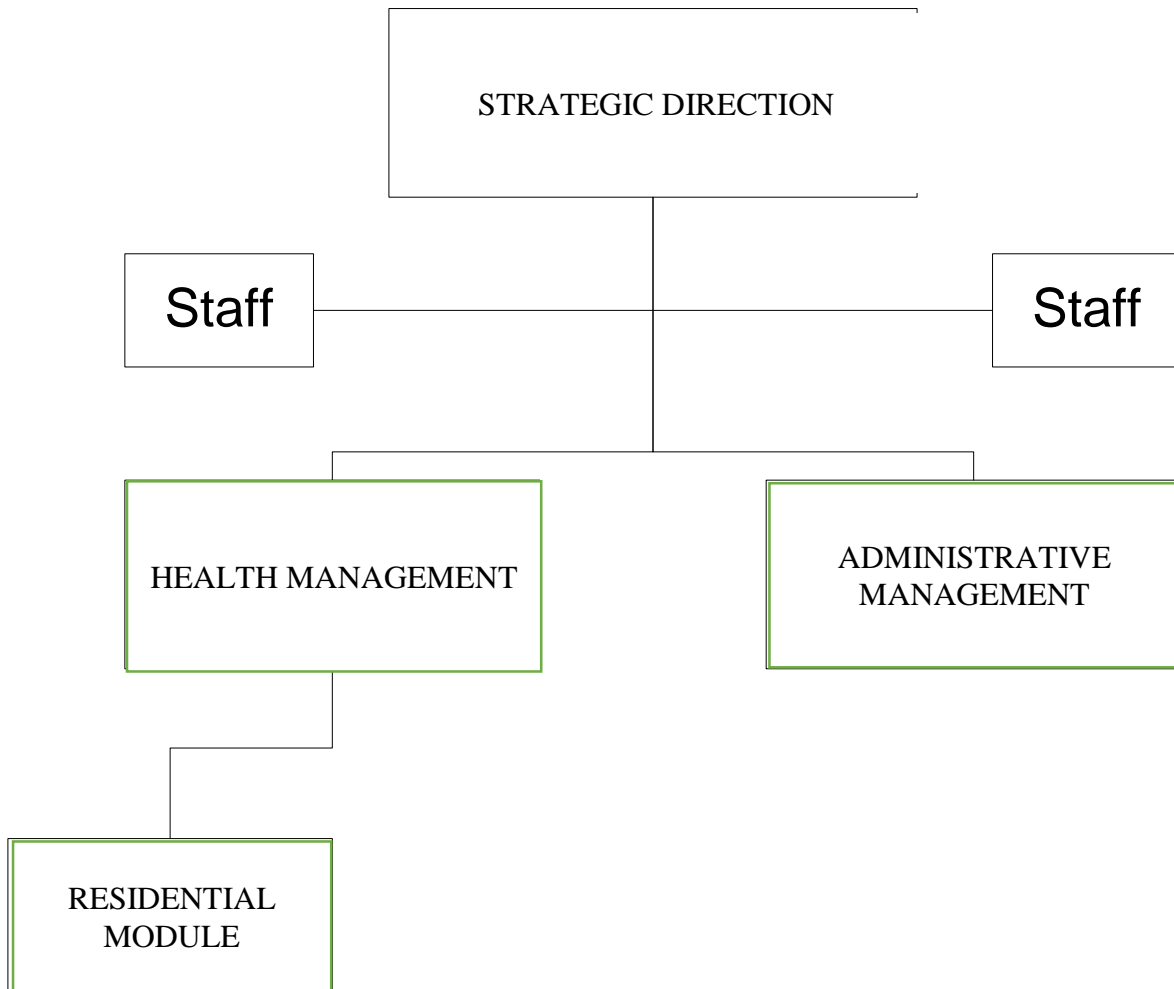 STRATEGIC DIRECTION
Staff
Staff
HEALTH MANAGEMENT
ADMINISTRATIVE
MANAGEMENT
RESIDENTIAL
MODULE